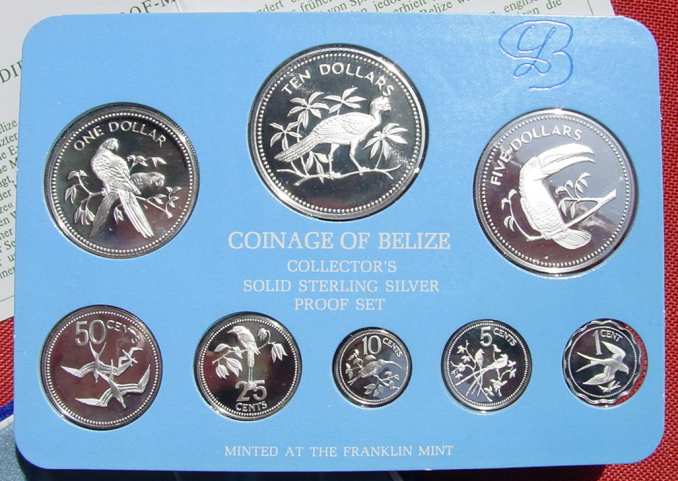 TEN DOLLARS
ONE DOLLAR
FIVE DOLLARS
COINAGE OF BELIZE
COLLECTOR'S
SOLID STERLING SILVER
PROOF SET
50 CENTS
25
CENTS
10 CENTS
5 CENTS
1 CENT
MINTED AT THE FRANKLIN MINT